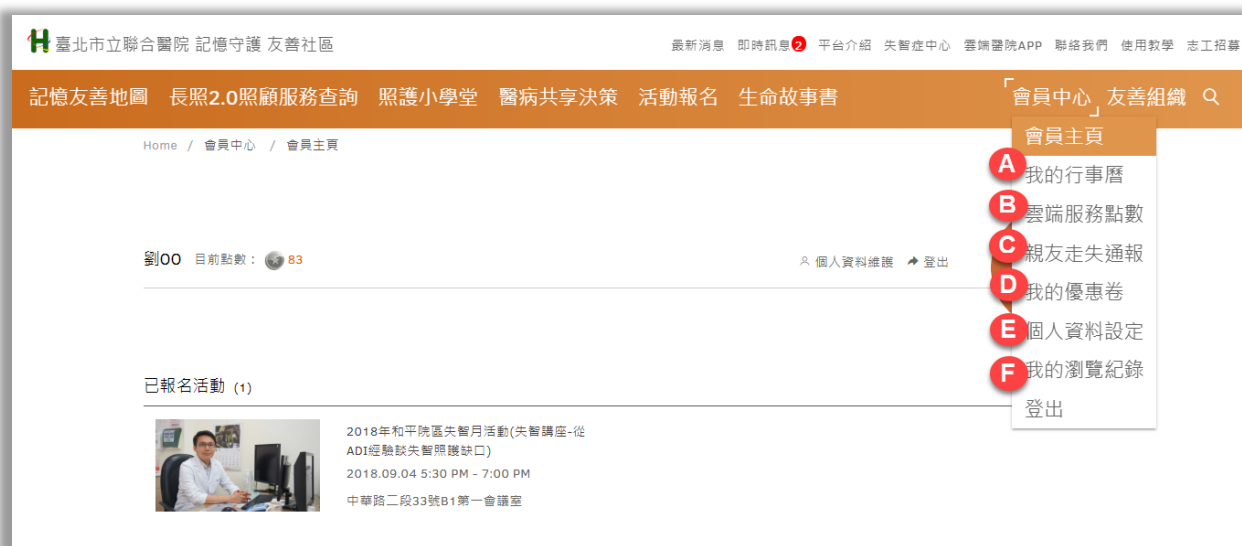 臺北市立聯合醫院 記憶守護 友善社區
最新消息 即時訊息 2 平台介紹 失智症中心 雲端醫院APP 聯絡我們 使用教學 志工招募
記憶友善地圖 長照2.0照顧服務查詢 照護小學堂 醫病共享決策 活動報名 生命故事書 會員中心 友善組織
Home / 會員中心 / 會員主頁
會員主頁
A 我的行事曆
B 雲端服務點數
C 親友走失通報
D 我的優惠卷
E 個人資料設定
F 我的瀏覽紀錄
登出
劉OO 目前點數： 83 個人資料維護 登出
已報名活動 (1)
2018年和平院區失智月活動(失智講座-從
ADI經驗談失智照護缺口)
2018.09.04 5:30 PM - 7:00 PM
中華路二段33號B1第一會議室